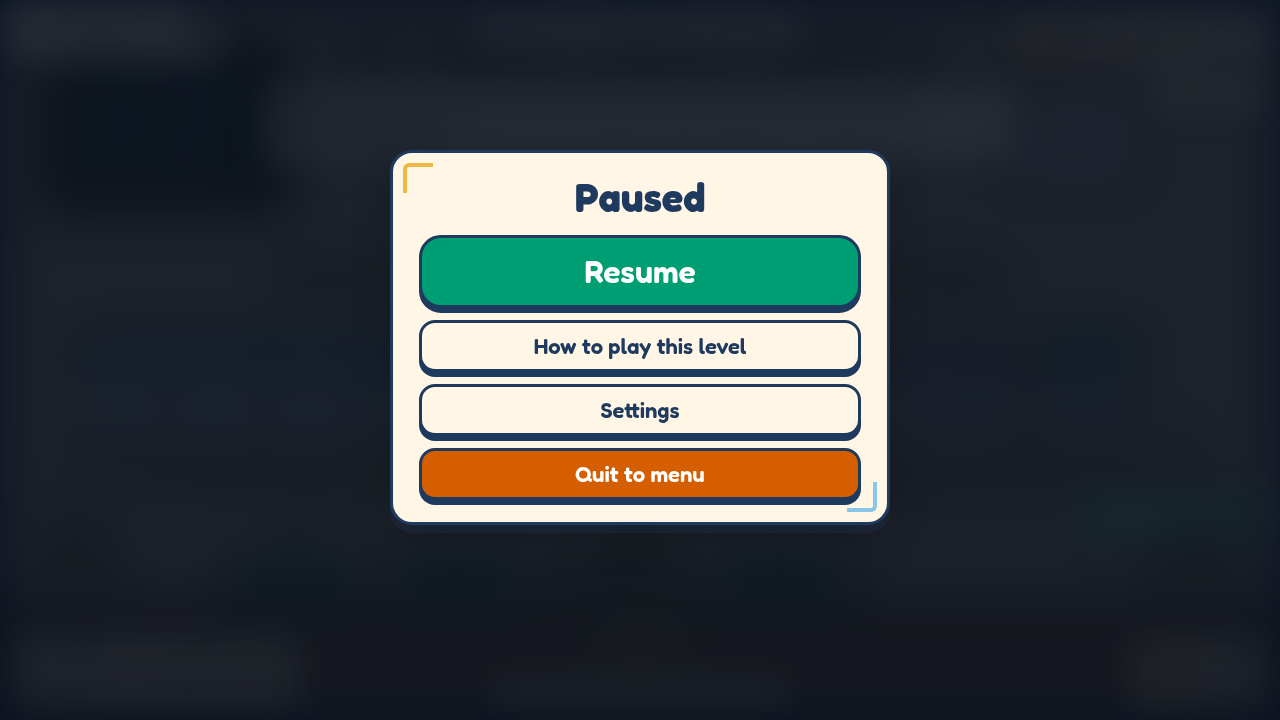 Paused
Resume
How to play this level
Settings
Quit to menu